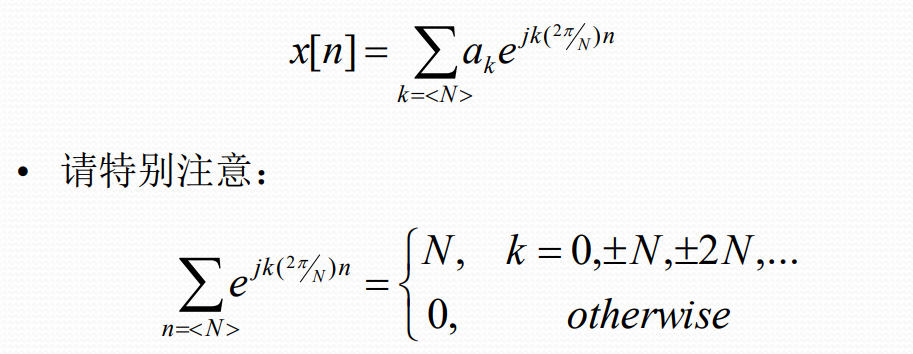 x[n] = ∑_{k=<N>} a_k e^{jk(2π/N)n}
• 请特别注意：
∑_{n=<N>} e^{jk(2π/N)n} = { N, k = 0,±N,±2N,...
0, otherwise